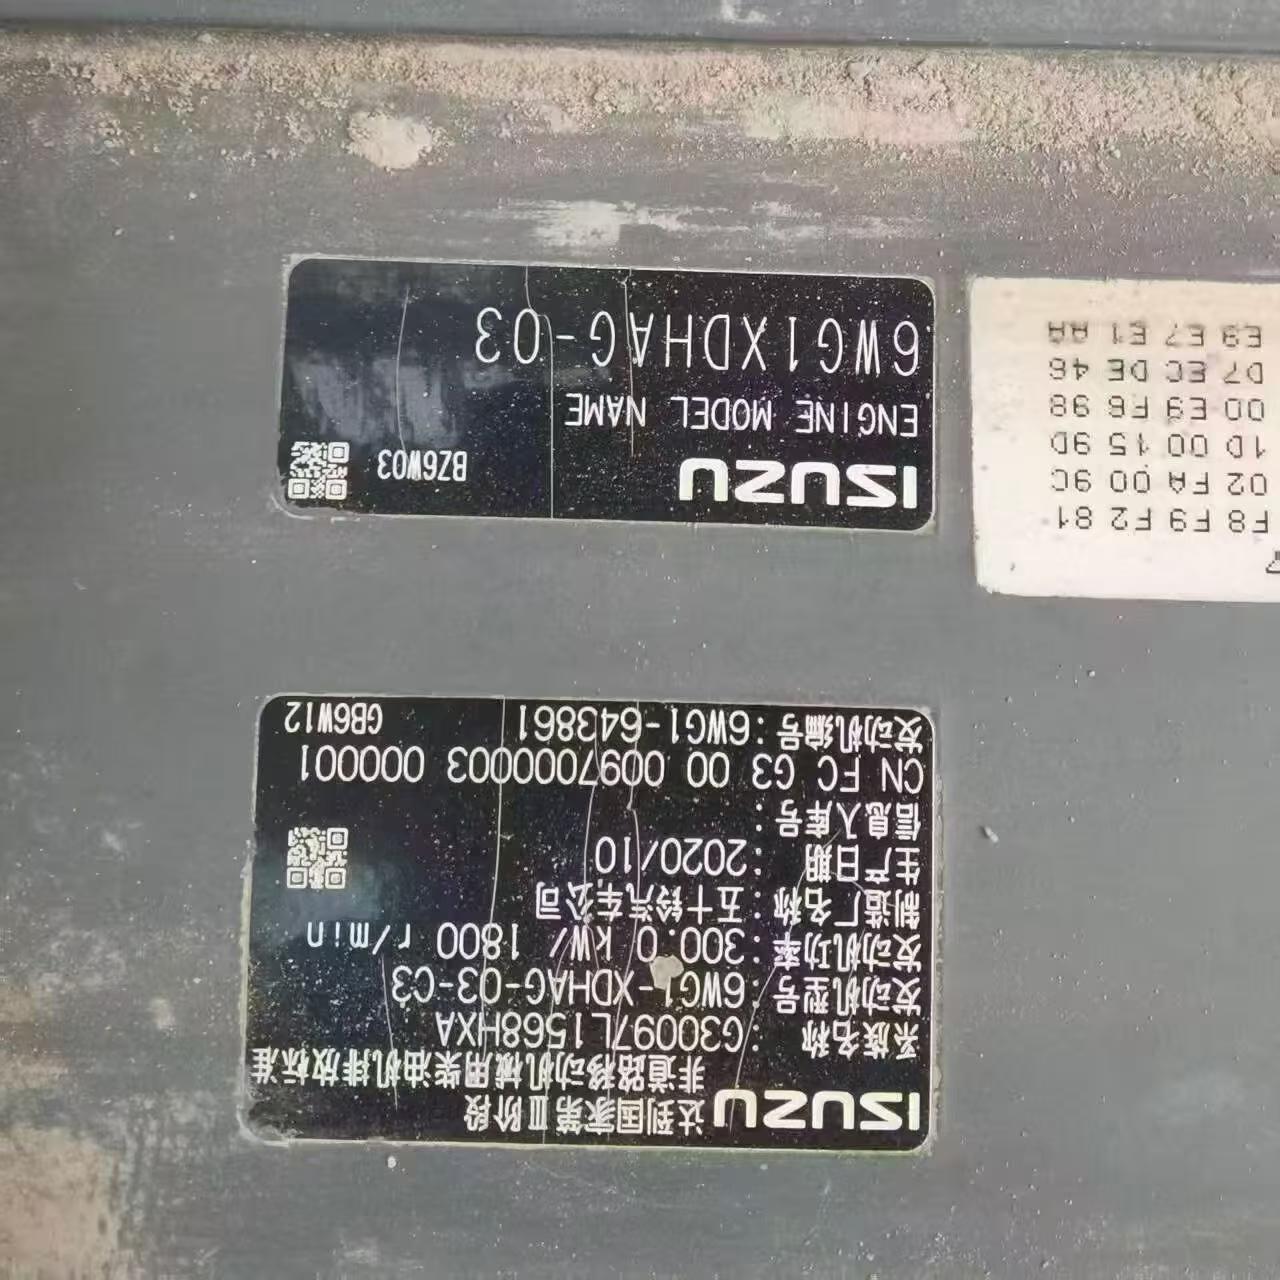 ISUZU 达到国家第Ⅲ阶段
非道路移动机械用柴油机排放标准
系族名称:G30097L1568HXA
发动机型号:6WG1-XDHAG-03-C3
发动机功率:300.0 kW/ 1800 r/min
制造厂名称:五十铃汽车公司
生产日期 :2020/10
信息入库号:
CN FC G3 00 0097000003 000001
发动机编号:6WG1-643861 GB6W12
F8 F9 F2 81
02 FA 00 9C
1D 00 15 9D
00 E9 F6 98
D7 EC DE 46
E9 E7 E1 AA
ISUZU BZ6W03
ENGINE MODEL NAME
6WG1XDHAG-03